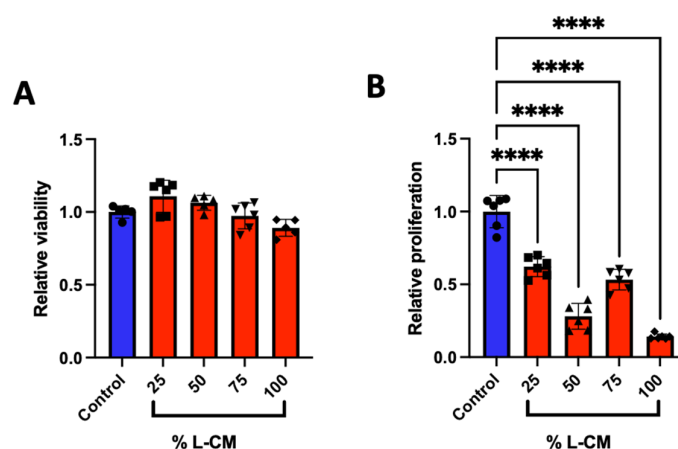 A
Relative viability
1.5
1.0
0.5
0.0
Control
25
50
75
100
% L-CM
B
****
****
****
****
Relative proliferation
1.5
1.0
0.5
0.0
Control
25
50
75
100
% L-CM